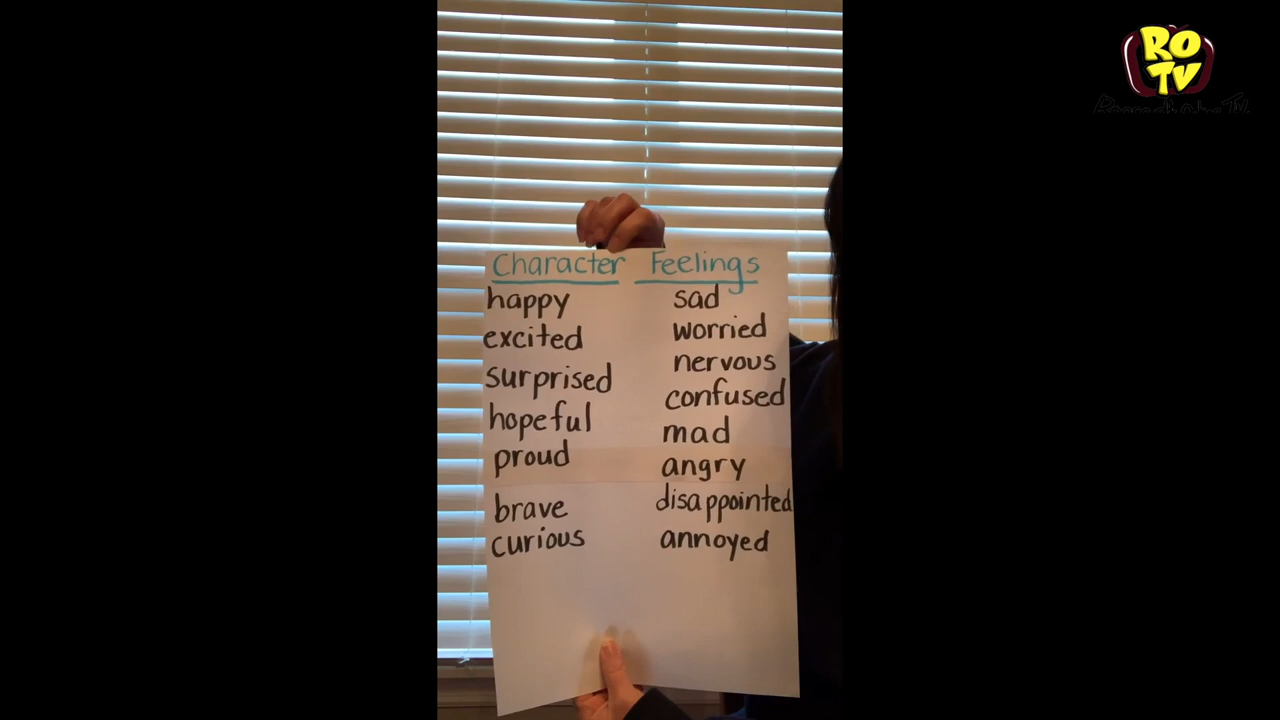 RO
TV
Character Feelings
happy
excited
surprised
hopeful
proud
brave
curious
sad
worried
nervous
confused
mad
angry
disappointed
annoyed